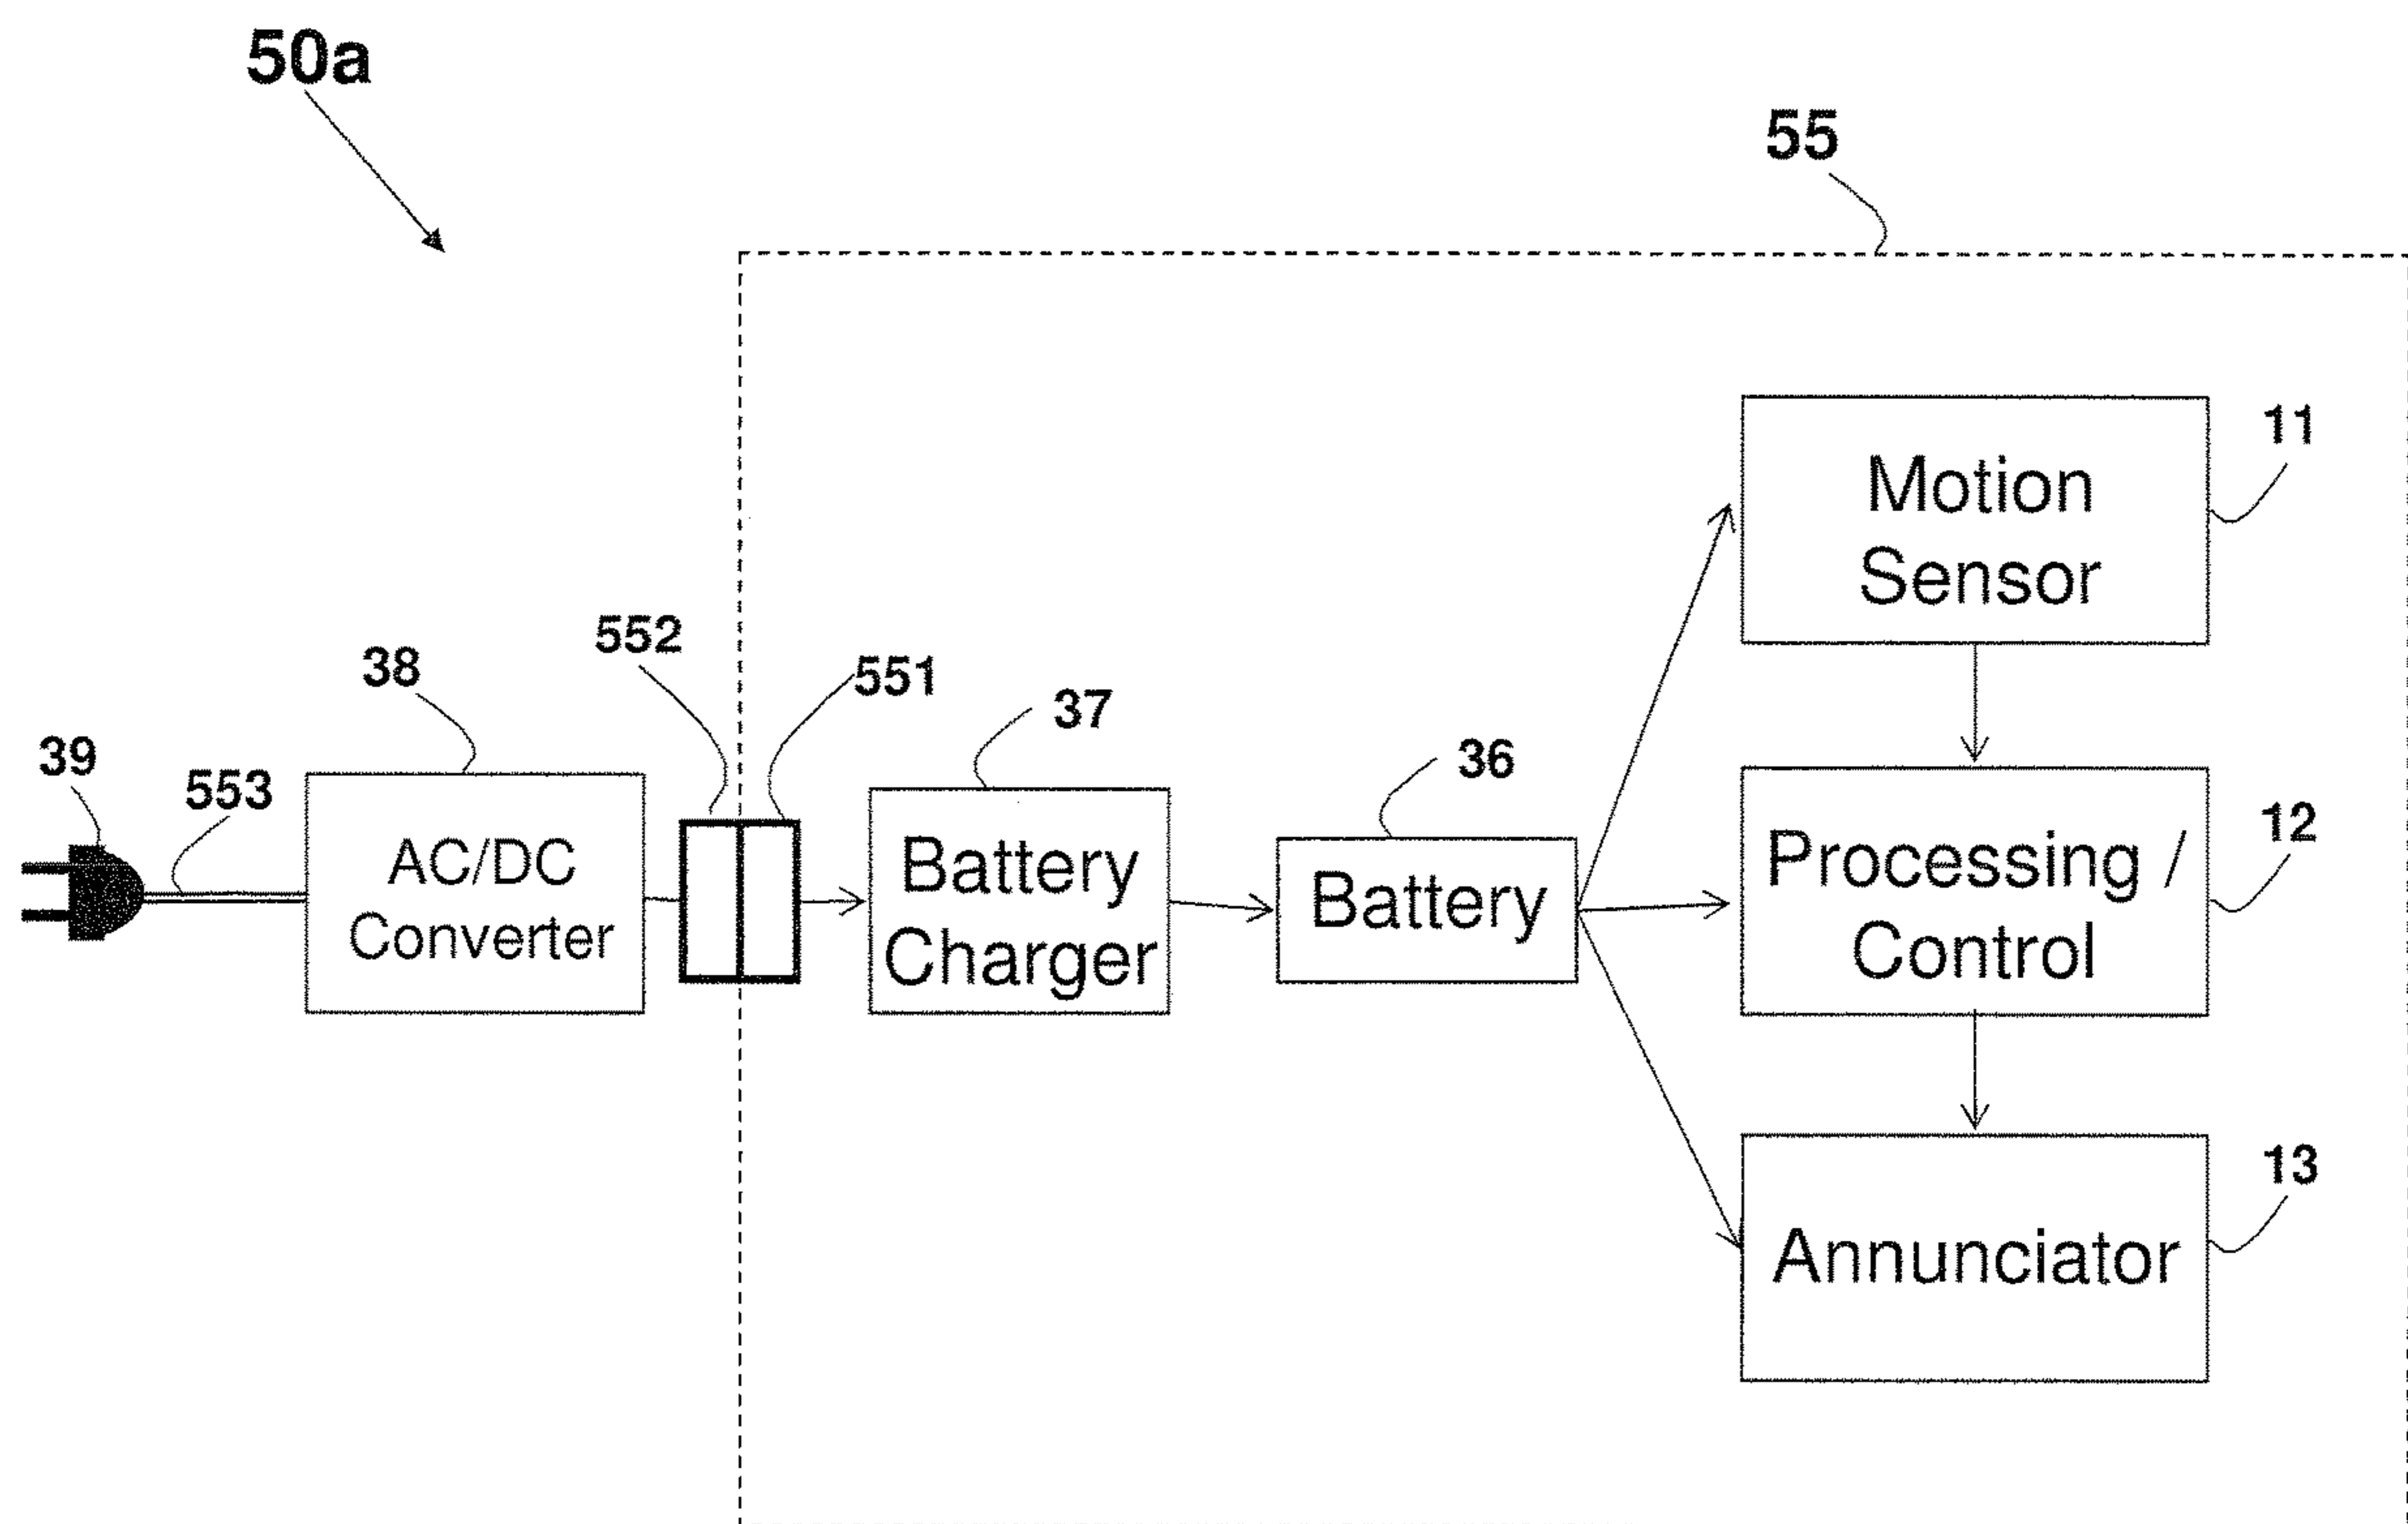 50a
55
11
Motion
Sensor
552
38
551
37
39
553
36
AC/DC
Converter
Battery
Charger
Battery
12
Processing /
Control
13
Annunciator